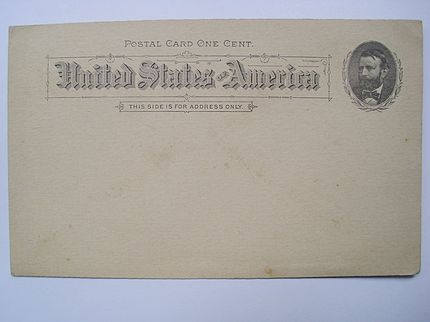 POSTAL CARD ONE CENT.
United States OF America
THIS SIDE IS FOR ADDRESS ONLY.